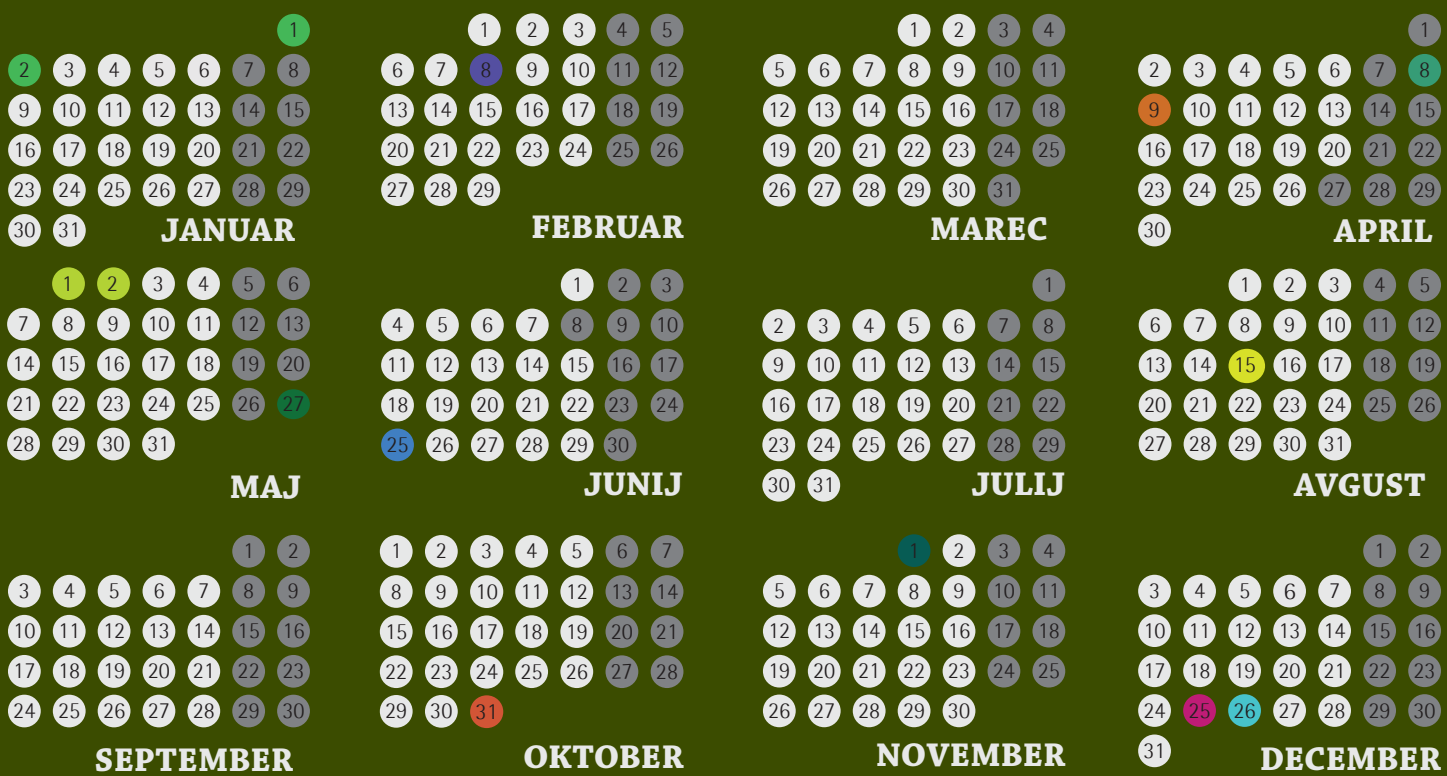 1
2 3 4 5 6 7 8
9 10 11 12 13 14 15
16 17 18 19 20 21 22
23 24 25 26 27 28 29
30 31
JANUAR
1 2 3 4 5
6 7 8 9 10 11 12
13 14 15 16 17 18 19
20 21 22 23 24 25 26
27 28 29
FEBRUAR
1 2 3 4
5 6 7 8 9 10 11
12 13 14 15 16 17 18
19 20 21 22 23 24 25
26 27 28 29 30 31
MAREC
1
2 3 4 5 6 7 8
9 10 11 12 13 14 15
16 17 18 19 20 21 22
23 24 25 26 27 28 29
30
APRIL
1 2 3 4 5 6
7 8 9 10 11 12 13
14 15 16 17 18 19 20
21 22 23 24 25 26 27
28 29 30 31
MAJ
1 2 3
4 5 6 7 8 9 10
11 12 13 14 15 16 17
18 19 20 21 22 23 24
25 26 27 28 29 30
JUNIJ
1
2 3 4 5 6 7 8
9 10 11 12 13 14 15
16 17 18 19 20 21 22
23 24 25 26 27 28 29
30 31
JULIJ
1 2 3 4 5
6 7 8 9 10 11 12
13 14 15 16 17 18 19
20 21 22 23 24 25 26
27 28 29 30 31
AVGUST
1 2
3 4 5 6 7 8 9
10 11 12 13 14 15 16
17 18 19 20 21 22 23
24 25 26 27 28 29 30
SEPTEMBER
1 2 3 4 5 6 7
8 9 10 11 12 13 14
15 16 17 18 19 20 21
22 23 24 25 26 27 28
29 30 31
OKTOBER
1 2 3 4
5 6 7 8 9 10 11
12 13 14 15 16 17 18
19 20 21 22 23 24 25
26 27 28 29 30
NOVEMBER
1 2
3 4 5 6 7 8 9
10 11 12 13 14 15 16
17 18 19 20 21 22 23
24 25 26 27 28 29 30
31
DECEMBER